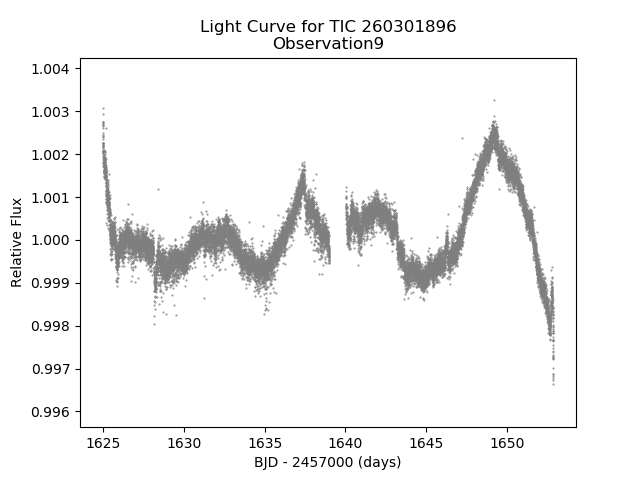 Light Curve for TIC 260301896
Observation9
1.004
1.003
1.002
1.001
1.000
0.999
0.998
0.997
0.996
Relative Flux
1625 1630 1635 1640 1645 1650
BJD - 2457000 (days)